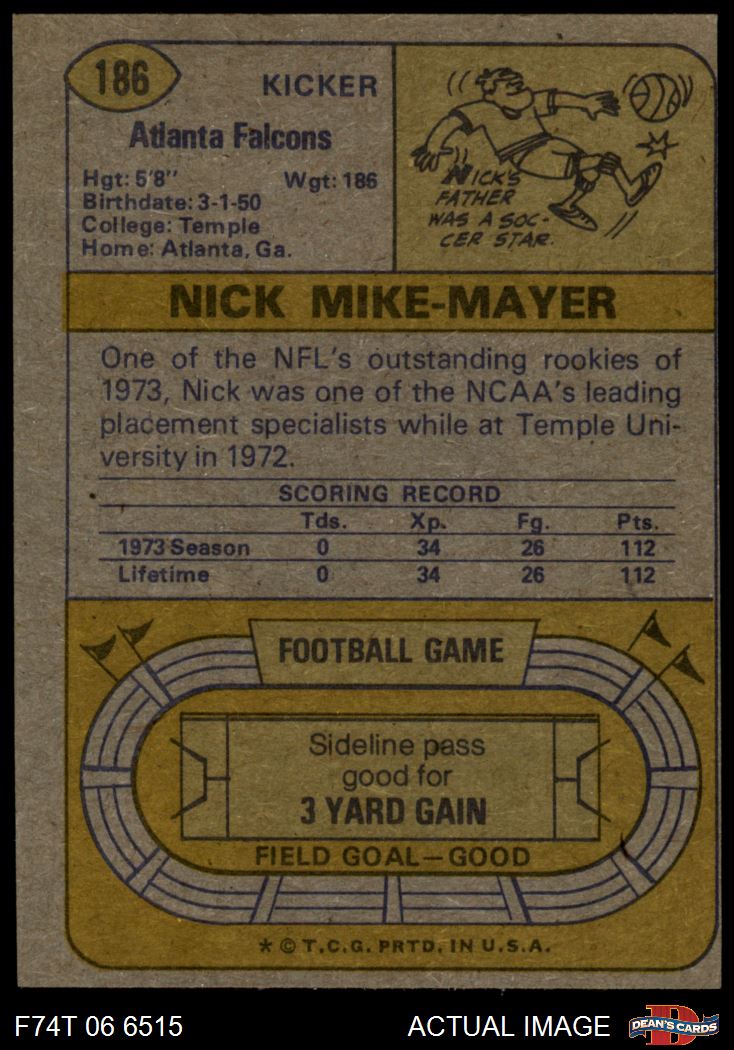 186
KICKER
Atlanta Falcons
Hgt: 5'8" Wgt: 186
Birthdate: 3-1-50
College: Temple
Home: Atlanta, Ga.
NICK'S
FATHER
WAS A SOC-
CER STAR.
NICK MIKE-MAYER
One of the NFL's outstanding rookies of
1973, Nick was one of the NCAA's leading
placement specialists while at Temple Uni-
versity in 1972.
SCORING RECORD
Tds. Xp. Fg. Pts.
1973 Season 0 34 26 112
Lifetime 0 34 26 112
FOOTBALL GAME
Sideline pass
good for
3 YARD GAIN
FIELD GOAL—GOOD
* © T.C.G. PRTD. IN U.S.A.
F74T 06 6515 ACTUAL IMAGE
D
DEAN'S CARDS